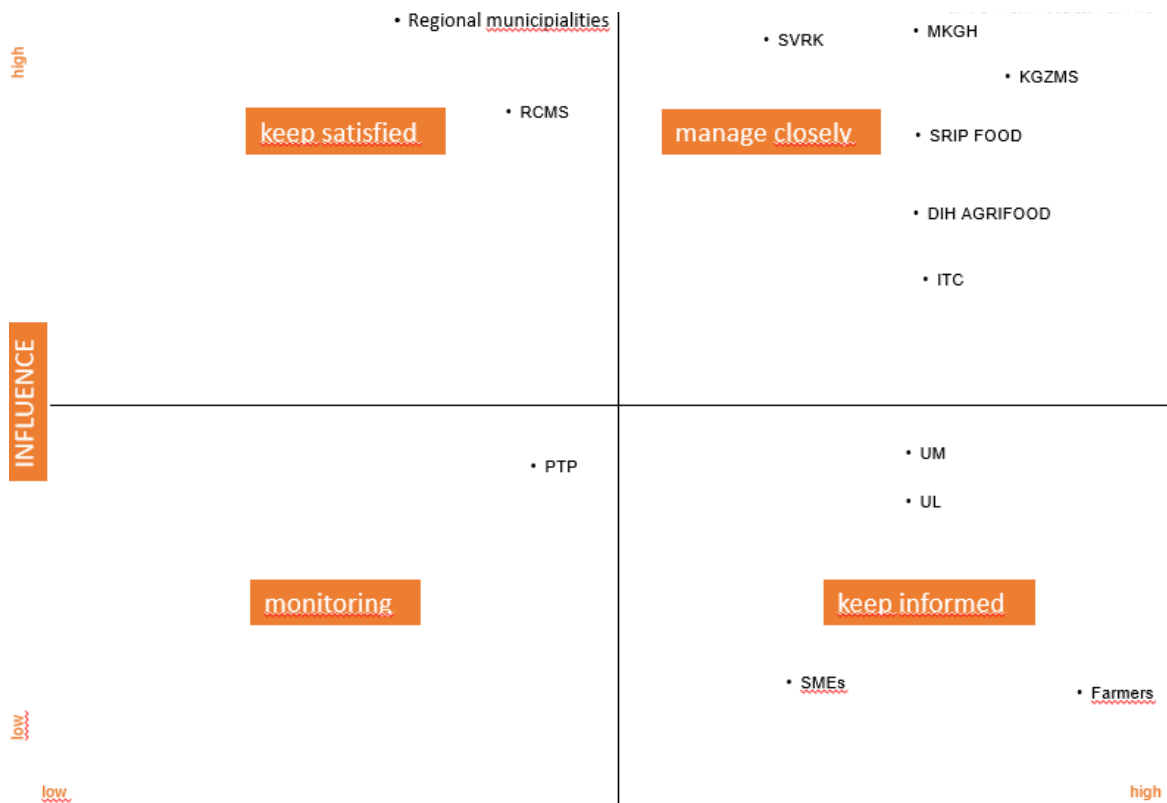 • Regional municipialities
• SVRK
• MKGH
high
• KGZMS
• RCMS
keep satisfied
manage closely
• SRIP FOOD
• DIH AGRIFOOD
• ITC
INFLUENCE
• UM
• PTP
• UL
monitoring
keep informed
• SMEs
• Farmers
low
low
high